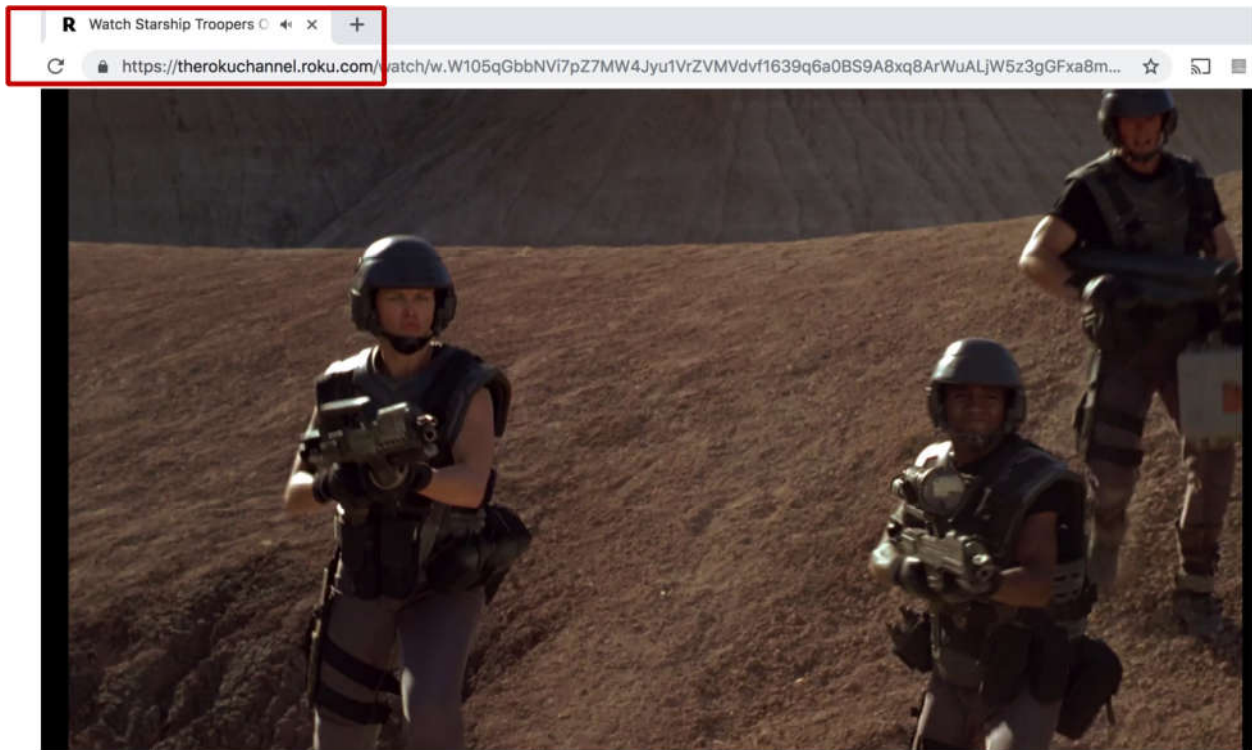 R Watch Starship Troopers O
https://therokuchannel.roku.com/watch/w.W105qGbbNVi7pZ7MW4Jyu1VrZVMVdvf1639q6a0BS9A8xq8ArWuALjW5z3gGFxa8m...